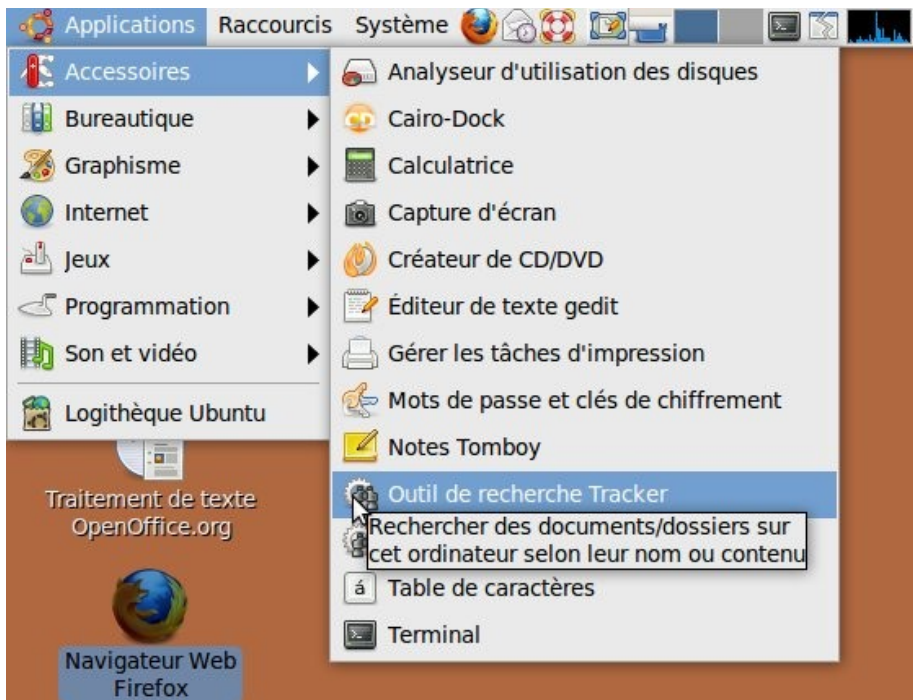 Applications Raccourcis Système
Accessoires
Bureautique
Graphisme
Internet
Jeux
Programmation
Son et vidéo
Logithèque Ubuntu
Analyseur d'utilisation des disques
Cairo-Dock
Calculatrice
Capture d'écran
Créateur de CD/DVD
Éditeur de texte gedit
Gérer les tâches d'impression
Mots de passe et clés de chiffrement
Notes Tomboy
Outil de recherche Tracker
Rechercher des documents/dossiers sur
cet ordinateur selon leur nom ou contenu
á Table de caractères
Terminal
Traitement de texte
OpenOffice.org
Navigateur Web
Firefox